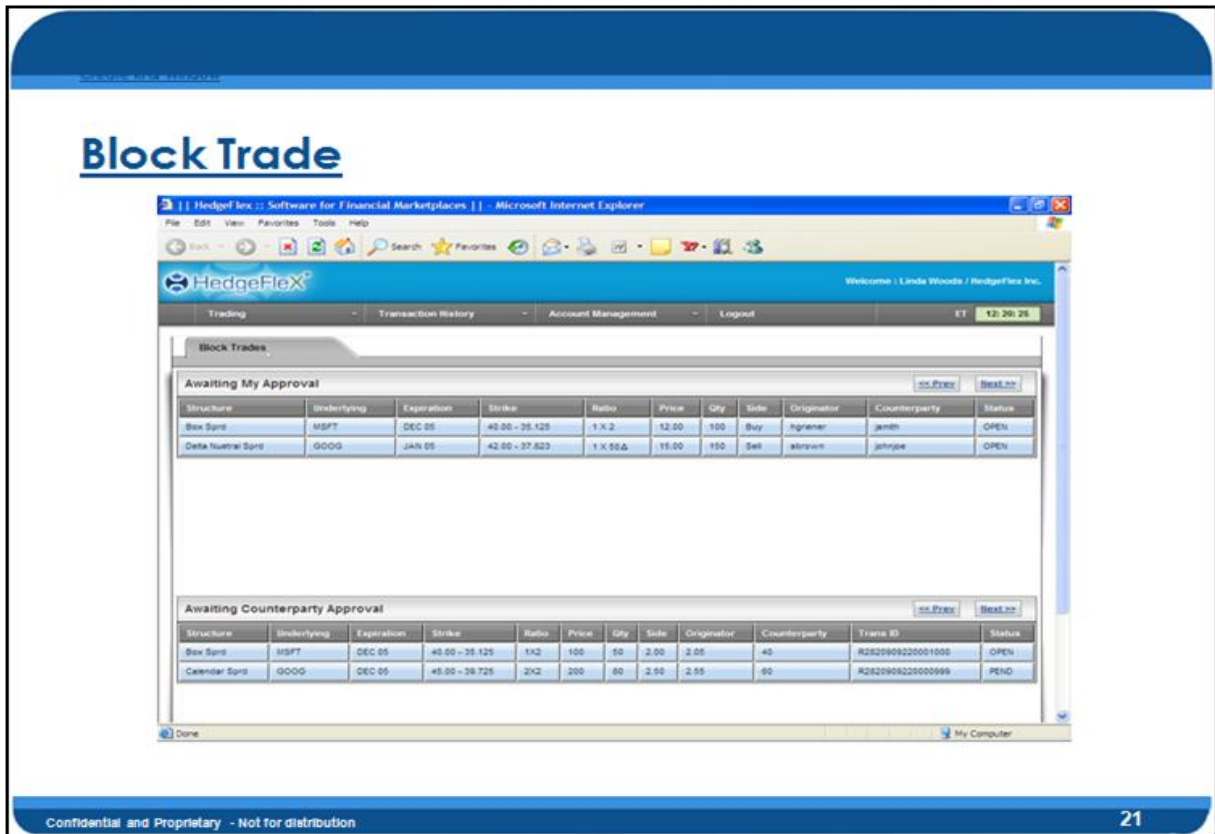 Block Trade
|| HedgeFlex :: Software for Financial Marketplaces || - Microsoft Internet Explorer
File Edit View Favorites Tools Help
Back Search Favorites
HedgeFleX Welcome : Linda Woods / HedgeFlex Inc.
Trading Transaction History Account Management Logout ET 12: 20: 25
Block Trades
Awaiting My Approval << Prev Next >>
Structure Underlying Expiration Strike Ratio Price Qty Side Originator Counterparty Status
Box Sprd MSFT DEC 05 40.00 - 35.125 1 X 2 12.00 100 Buy hgriener jsmith OPEN
Delta Nuetral Sprd GOOG JAN 05 42.00 - 37.823 1 X 50Δ 15.00 150 Sell abrown johnjoe OPEN
Awaiting Counterparty Approval << Prev Next >>
Structure Underlying Expiration Strike Ratio Price Qty Side Originator Counterparty Trans ID Status
Box Sprd MSFT DEC 05 40.00 - 35.125 1X2 100 50 2.00 2.05 40 R2820909220001000 OPEN
Calendar Sprd GOOG DEC 05 45.00 - 39.725 2X2 200 60 2.50 2.55 60 R2820909220000999 PEND
Done My Computer
Confidential and Proprietary - Not for distribution 21